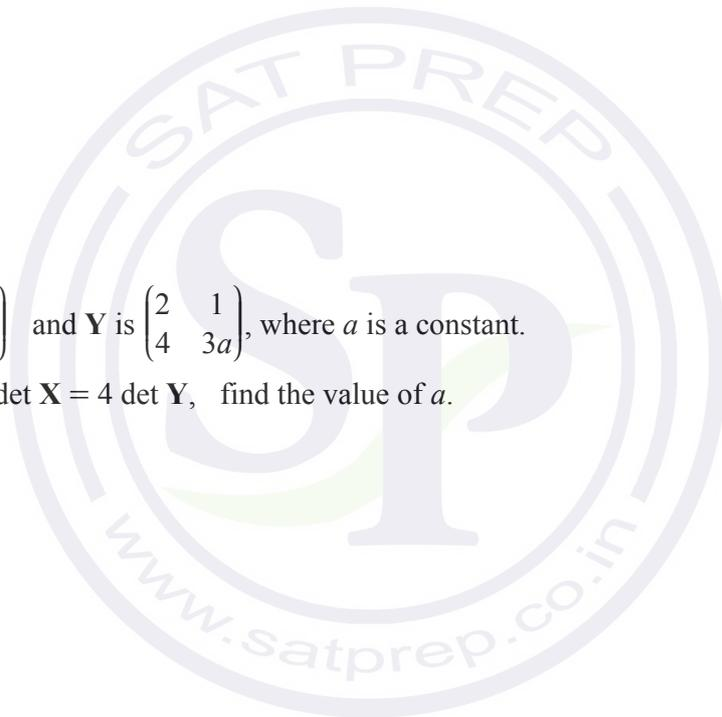 SAT PREP
) and Y is (2 1
4 3a), where a is a constant.
det X = 4 det Y, find the value of a.
SP
www.satprep.co.in